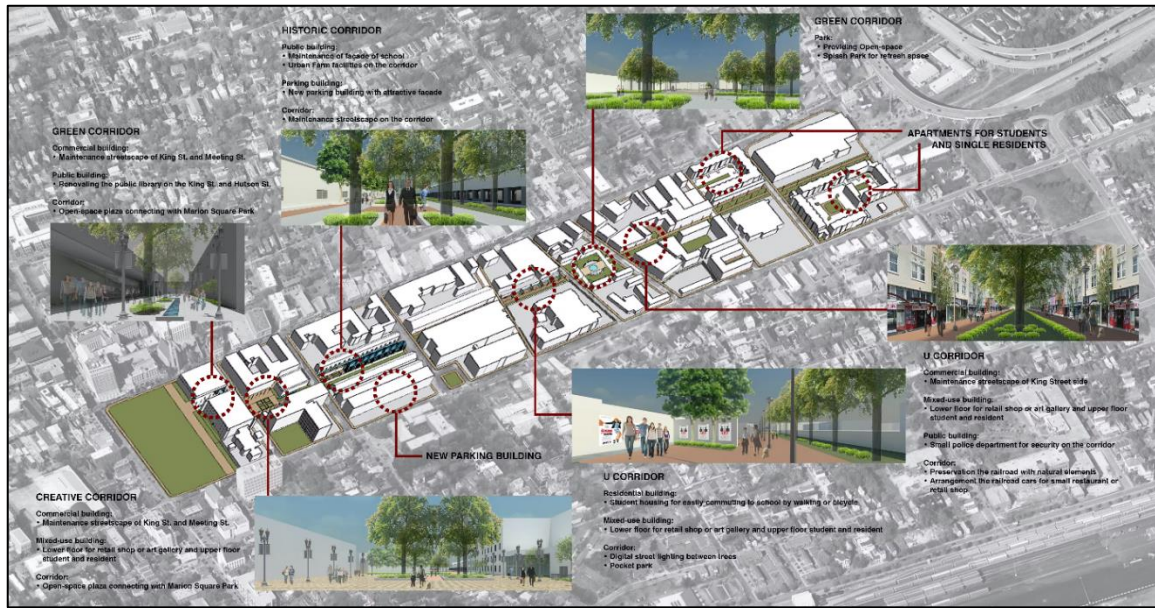 HISTORIC CORRIDOR
Public building:
• Maintenance of facade of school
• Urban Farm facilities on the corridor
Parking building:
• New parking building with attractive facade
Corridor:
• Maintenance streetscape on the corridor
GREEN CORRIDOR
Park:
• Providing Open-space
• Splash Park for refresh space
GREEN CORRIDOR
Commercial building:
• Maintenance streetscape of King St. and Meeting St.
Public building:
• Renovating the public library on the King St. and Hutson St.
Corridor:
• Open-space plaza connecting with Marion Square Park
APARTMENTS FOR STUDENTS
AND SINGLE RESIDENTS
NEW PARKING BUILDING
U CORRIDOR
Commercial building:
• Maintenance streetscape of King Street side
Mixed-use building:
• Lower floor for retail shop or art gallery and upper floor
student and resident
Public building:
• Small police department for security on the corridor
Corridor:
• Preservation the railroad with natural elements
• Arrangement the railroad cars for small restaurant or
retail shop
U CORRIDOR
Residential building:
• Student housing for easily commuting to school by walking or bicycle
Mixed-use building:
• Lower floor for retail shop or art gallery and upper floor student and resident
Corridor:
• Digital street lighting between trees
• Pocket park
CREATIVE CORRIDOR
Commercial building:
• Maintenance streetscape of King St. and Meeting St.
Mixed-use building:
• Lower floor for retail shop or art gallery and upper floor
student and resident
Corridor:
• Open-space plaza connecting with Marion Square Park